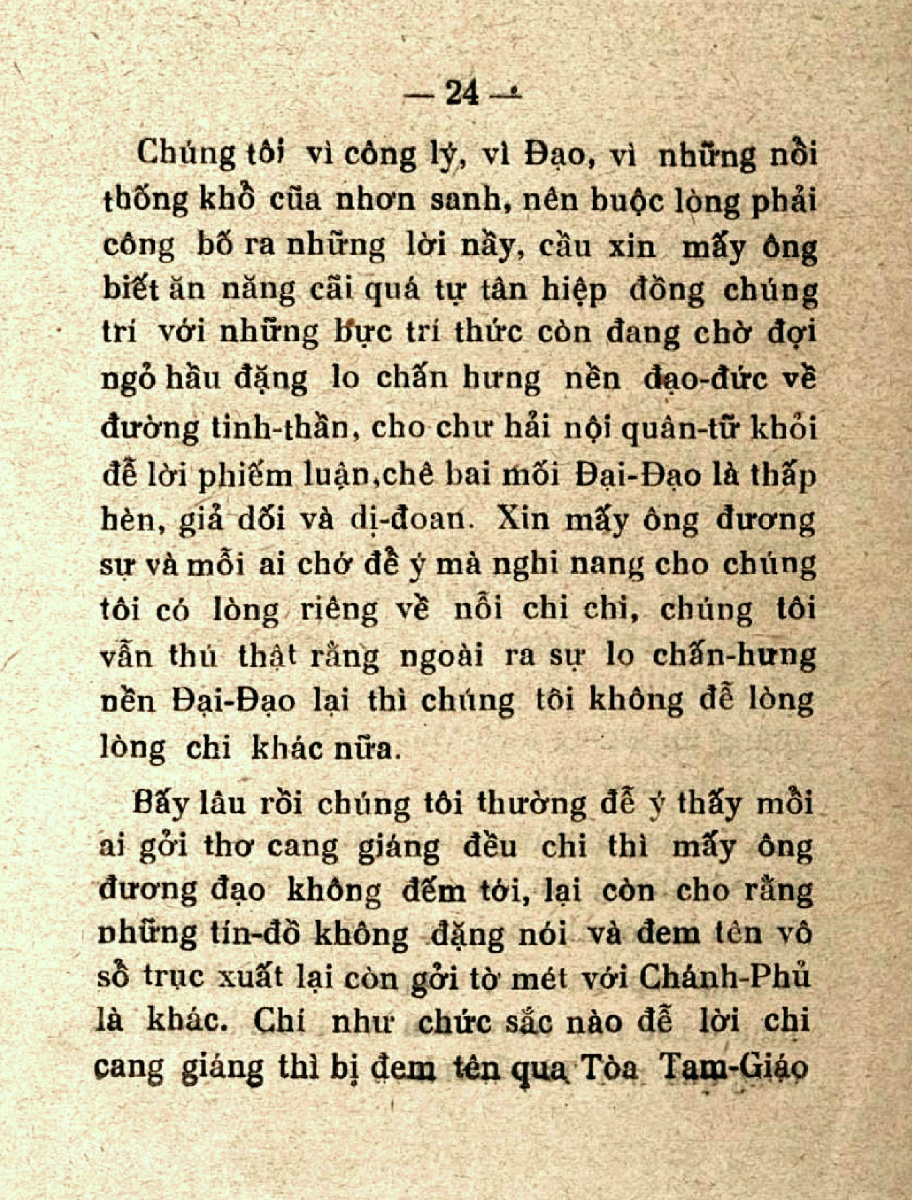 — 24 —
Chúng tôi vì công lý, vì Đạo, vì những nỗi
thống khổ cũa nhơn sanh, nên buộc lòng phải
công bố ra những lời nầy, cầu xin mấy ông
biết ăn năng cãi quá tự tân hiệp đồng chúng
trí với những bực trí thức còn đang chờ đợi
ngỏ hầu đặng lo chấn hưng nền đạo-đức về
đường tinh-thần, cho chư hải nội quân-tữ khỏi
đễ lời phiếm luận,chê bai mối Đại-Đạo là thấp
hèn, giả dối và dị-đoan. Xin mấy ông đương
sự và mỗi ai chớ đề ý mà nghi nang cho chúng
tôi có lòng riêng về nỗi chi chi, chúng tôi
vẫn thú thật rằng ngoài ra sự lo chấn-hưng
nền Đại-Đạo lại thì chúng tôi không đễ lòng
lòng chi khác nữa.
Bấy lâu rồi chúng tôi thường đễ ý thấy mỗi
ai gởi thơ cang giáng đều chi thì mấy ông
đương đạo không đếm tới, lại còn cho rằng
những tín-đồ không đặng nói và đem tên vô
sổ trục xuất lại còn gởi tờ mét với Chánh-Phủ
là khác. Chí như chức sắc nào đễ lời chi
cang giáng thì bị đem tên qua Tòa Tam-Giáo